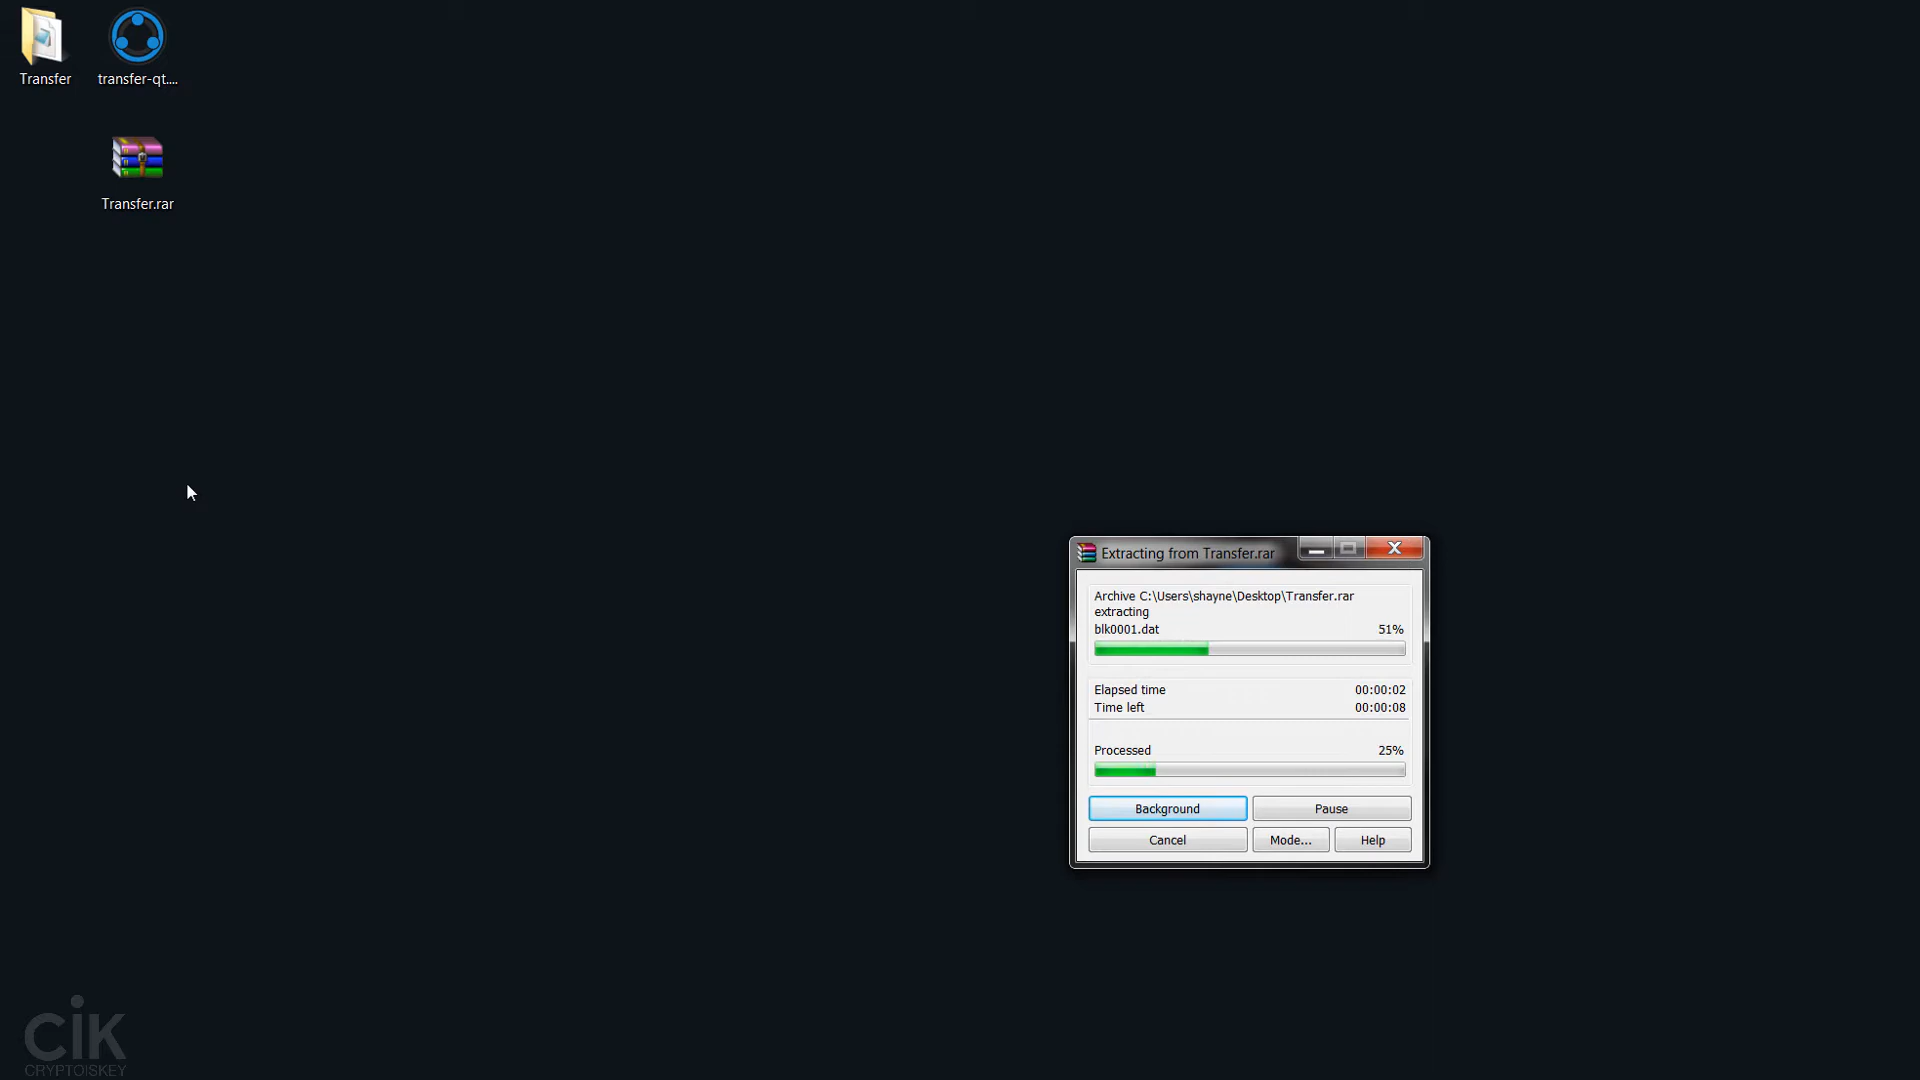 Transfer
transfer-qt....
Transfer.rar
Extracting from Transfer.rar
Archive C:\Users\shayne\Desktop\Transfer.rar
extracting
blk0001.dat 51%
Elapsed time 00:00:02
Time left 00:00:08
Processed 25%
Background Pause
Cancel Mode... Help
CiK
CRYPTOISKEY